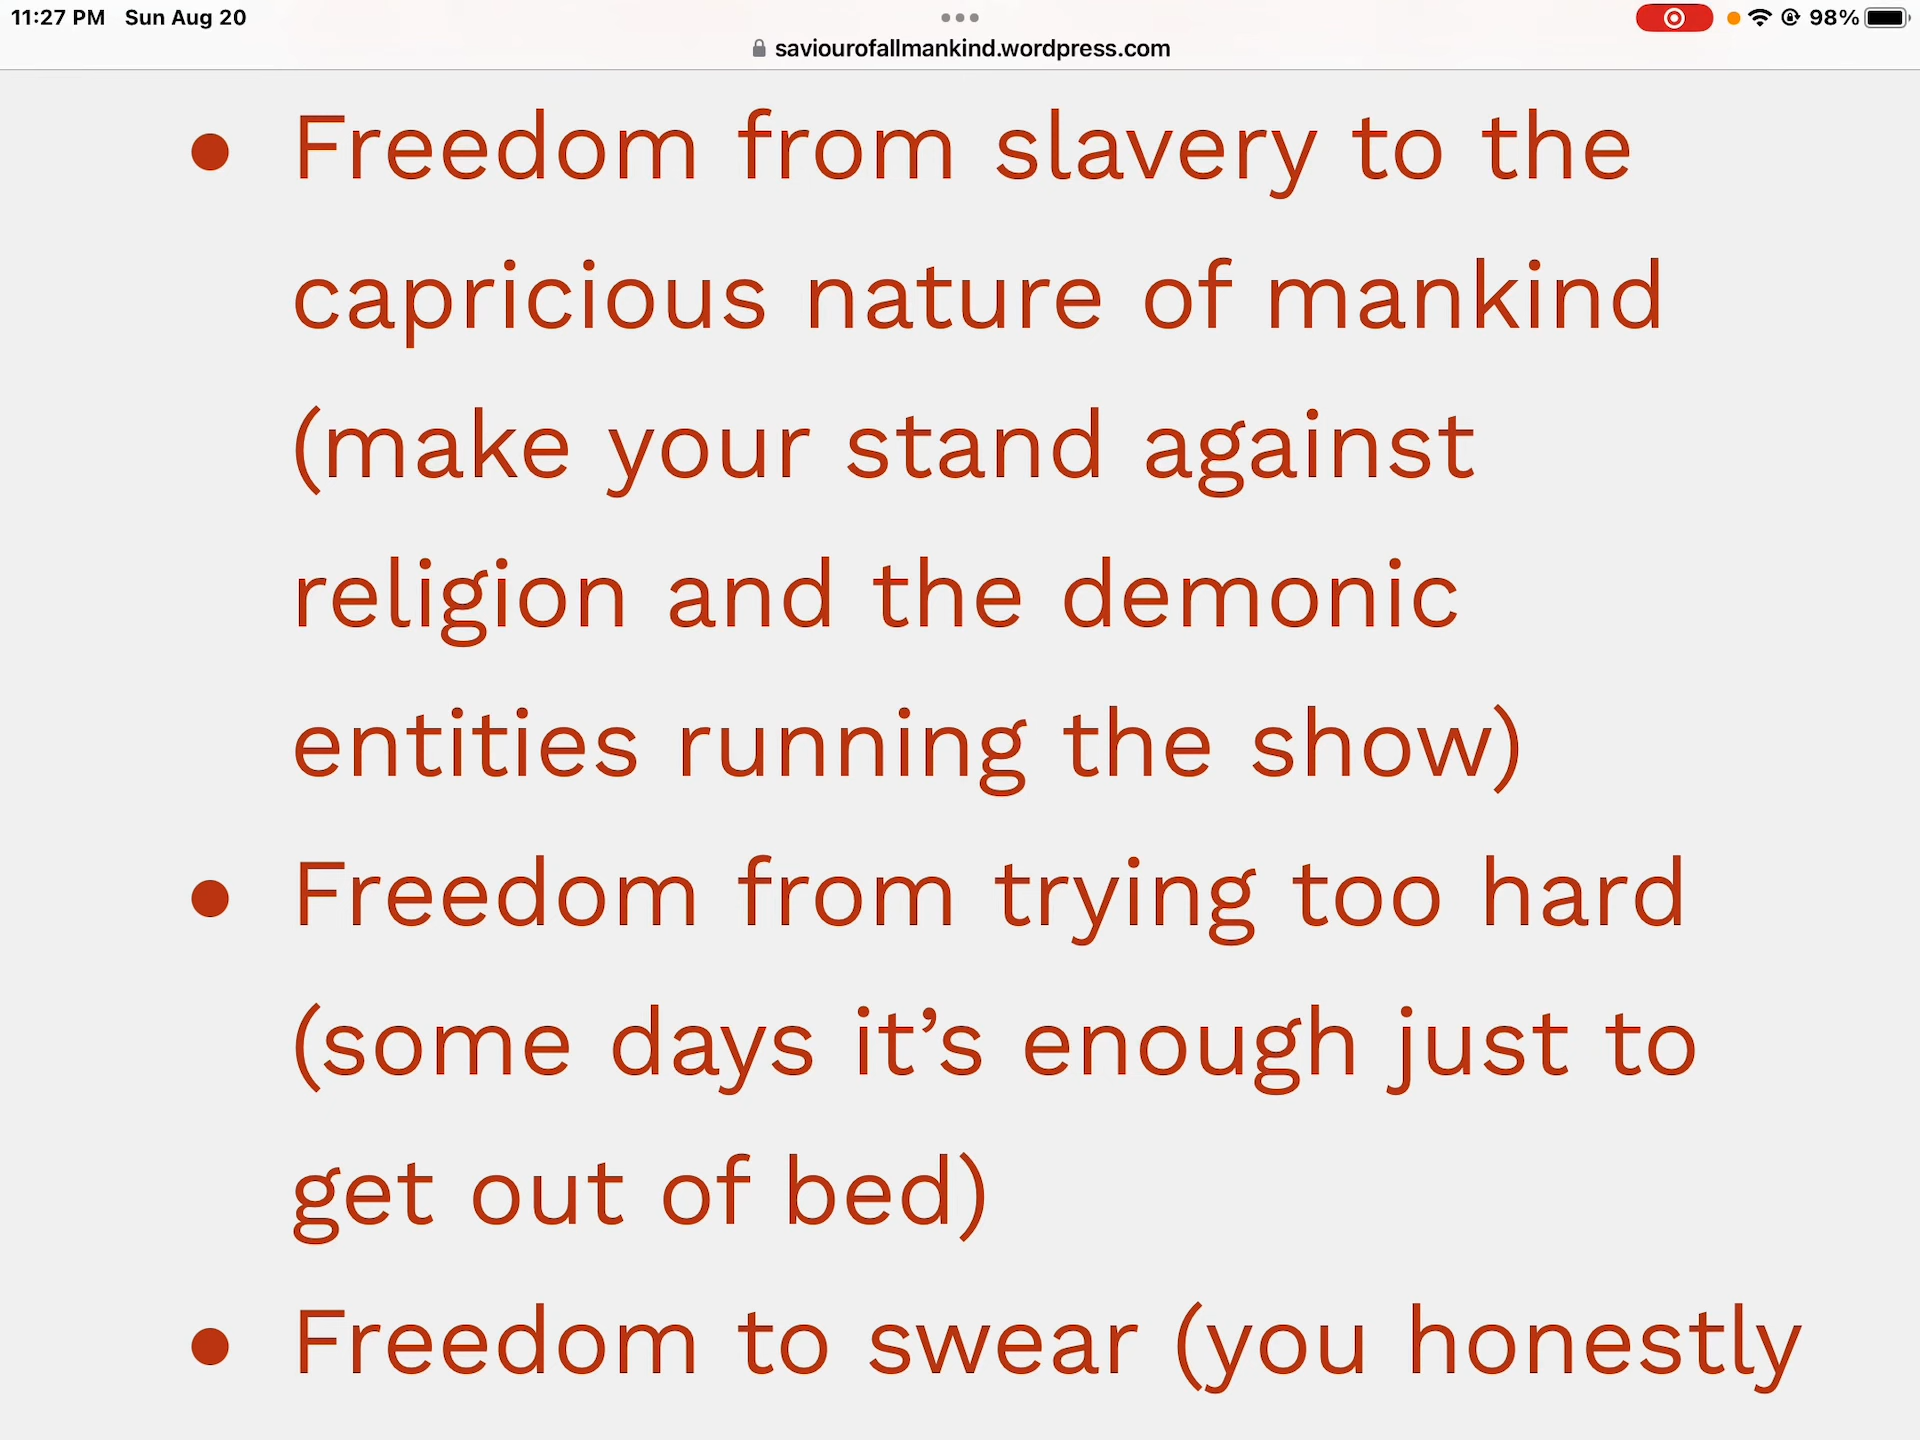 11:27 PM Sun Aug 20
98%
saviourofallmankind.wordpress.com
• Freedom from slavery to the
capricious nature of mankind
(make your stand against
religion and the demonic
entities running the show)
• Freedom from trying too hard
(some days it’s enough just to
get out of bed)
• Freedom to swear (you honestly